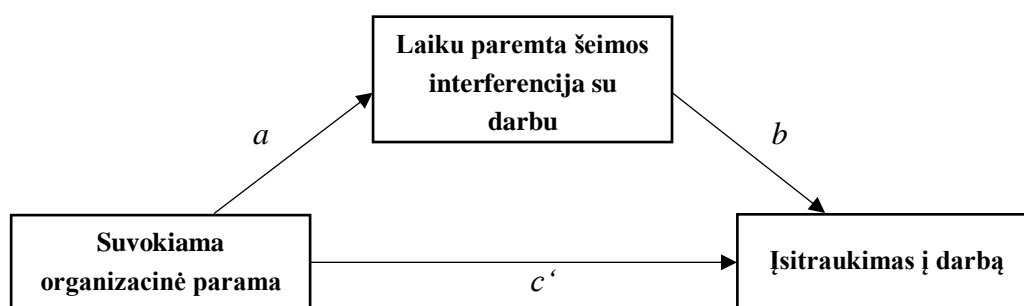 Laiku paremta šeimos
interferencija su
darbu
a
b
Suvokiama
organizacinė parama
c‘
Įsitraukimas į darbą